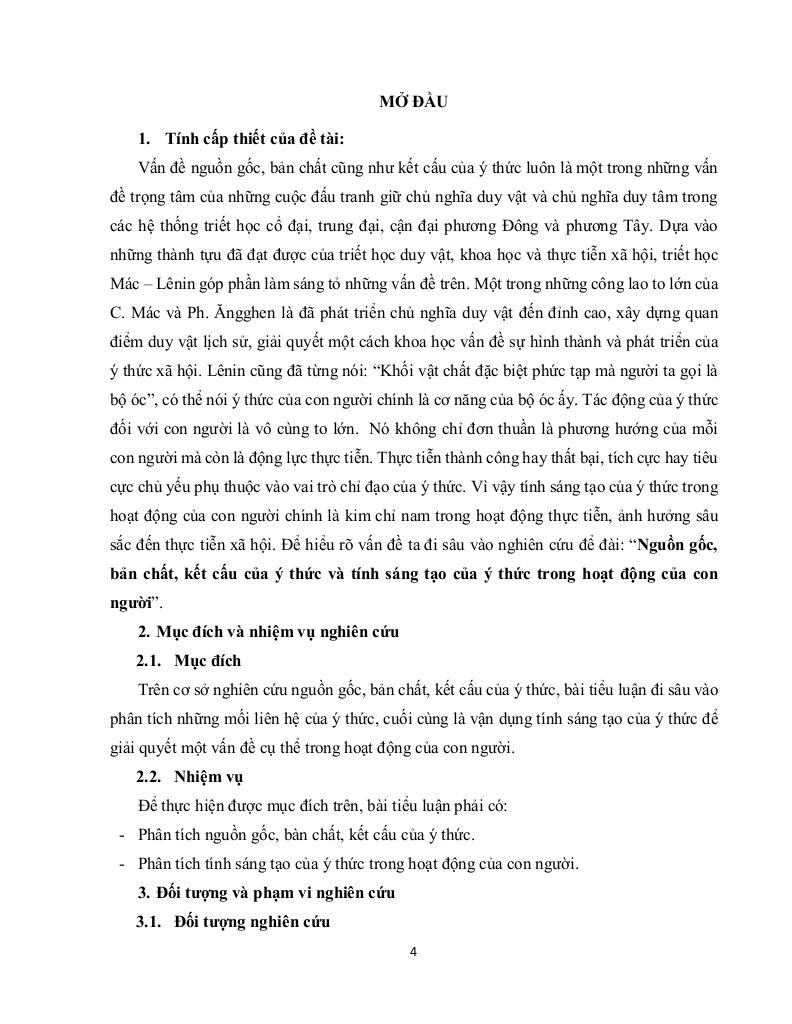 MỞ ĐẦU
1. Tính cấp thiết của đề tài:
Vấn đề nguồn gốc, bản chất cũng như kết cấu của ý thức luôn là một trong những vấn
đề trọng tâm của những cuộc đấu tranh giữ chủ nghĩa duy vật và chủ nghĩa duy tâm trong
các hệ thống triết học cổ đại, trung đại, cận đại phương Đông và phương Tây. Dựa vào
những thành tựu đã đạt được của triết học duy vật, khoa học và thực tiễn xã hội, triết học
Mác – Lênin góp phần làm sáng tỏ những vấn đề trên. Một trong những công lao to lớn của
C. Mác và Ph. Ăngghen là đã phát triển chủ nghĩa duy vật đến đỉnh cao, xây dựng quan
điểm duy vật lịch sử, giải quyết một cách khoa học vấn đề sự hình thành và phát triển của
ý thức xã hội. Lênin cũng đã từng nói: “Khối vật chất đặc biệt phức tạp mà người ta gọi là
bộ óc”, có thể nói ý thức của con người chính là cơ năng của bộ óc ấy. Tác động của ý thức
đối với con người là vô cùng to lớn. Nó không chỉ đơn thuần là phương hướng của mỗi
con người mà còn là động lực thực tiễn. Thực tiễn thành công hay thất bại, tích cực hay tiêu
cực chủ yếu phụ thuộc vào vai trò chỉ đạo của ý thức. Vì vậy tính sáng tạo của ý thức trong
hoạt động của con người chính là kim chỉ nam trong hoạt động thực tiễn, ảnh hưởng sâu
sắc đến thực tiễn xã hội. Để hiểu rõ vấn đề ta đi sâu vào nghiên cứu để đài: “Nguồn gốc,
bản chất, kết cấu của ý thức và tính sáng tạo của ý thức trong hoạt động của con
người”.
2. Mục đích và nhiệm vụ nghiên cứu
2.1. Mục đích
Trên cơ sở nghiên cứu nguồn gốc, bản chất, kết cấu của ý thức, bài tiểu luận đi sâu vào
phân tích những mối liên hệ của ý thức, cuối cùng là vận dụng tính sáng tạo của ý thức để
giải quyết một vấn đề cụ thể trong hoạt động của con người.
2.2. Nhiệm vụ
Để thực hiện được mục đích trên, bài tiểu luận phải có:
- Phân tích nguồn gốc, bàn chất, kết cấu của ý thức.
- Phân tích tính sáng tạo của ý thức trong hoạt động của con người.
3. Đối tượng và phạm vi nghiên cứu
3.1. Đối tượng nghiên cứu
4